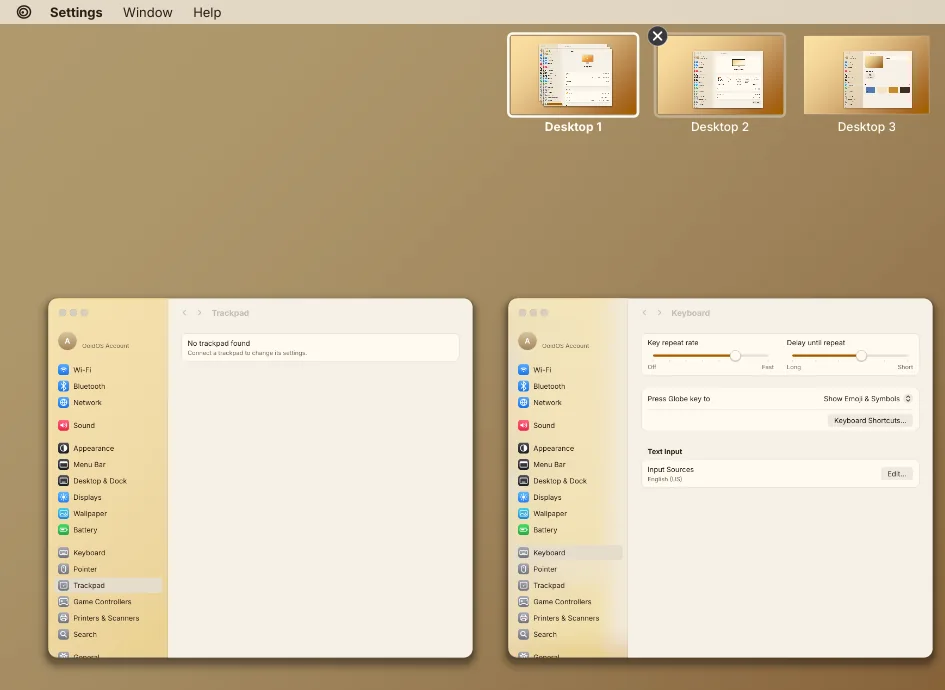 Settings Window Help
Desktop 1
Desktop 2
Desktop 3
Trackpad
A
OoidOS Account
No trackpad found
Connect a trackpad to change its settings.
Wi-Fi
Bluetooth
Network
Sound
Appearance
Menu Bar
Desktop & Dock
Displays
Wallpaper
Battery
Keyboard
Pointer
Trackpad
Game Controllers
Printers & Scanners
Search
General
Keyboard
A
OoidOS Account
Wi-Fi
Bluetooth
Network
Sound
Appearance
Menu Bar
Desktop & Dock
Displays
Wallpaper
Battery
Keyboard
Pointer
Trackpad
Game Controllers
Printers & Scanners
Search
General
Key repeat rate Delay until repeat
Off Fast Long Short
Press Globe key to Show Emoji & Symbols
Keyboard Shortcuts...
Text Input
Input Sources
English (US)
Edit...